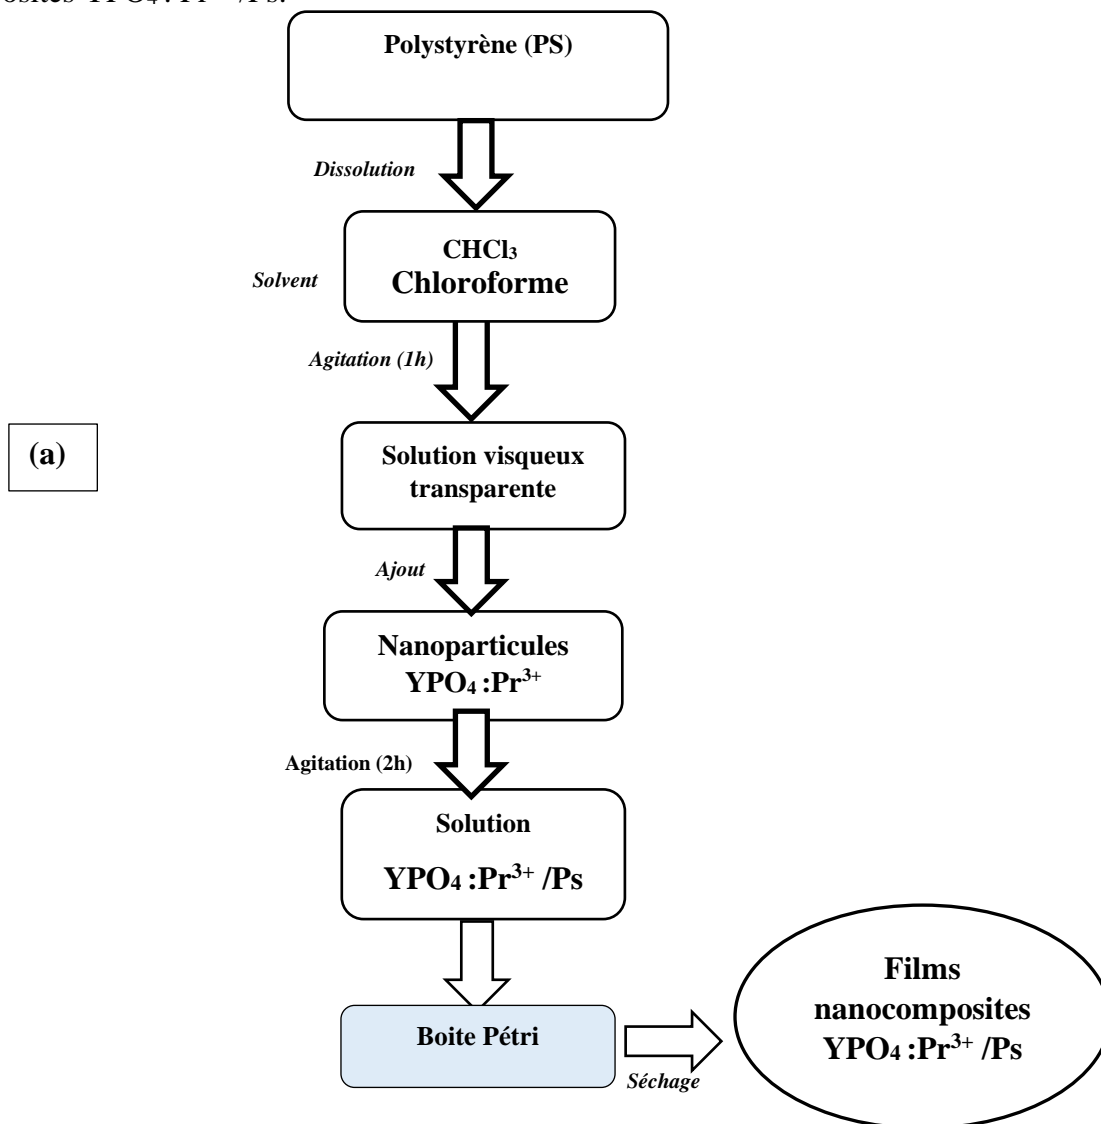 Polystyrène (PS)
Dissolution
CHCl₃
Solvent
Chloroforme
Agitation (1h)
(a)
Solution visqueux
transparente
Ajout
Nanoparticules
YPO₄ :Pr³⁺
Agitation (2h)
Solution
YPO₄ :Pr³⁺ /Ps
Films
nanocomposites
YPO₄ :Pr³⁺ /Ps
Boite Pétri
Séchage